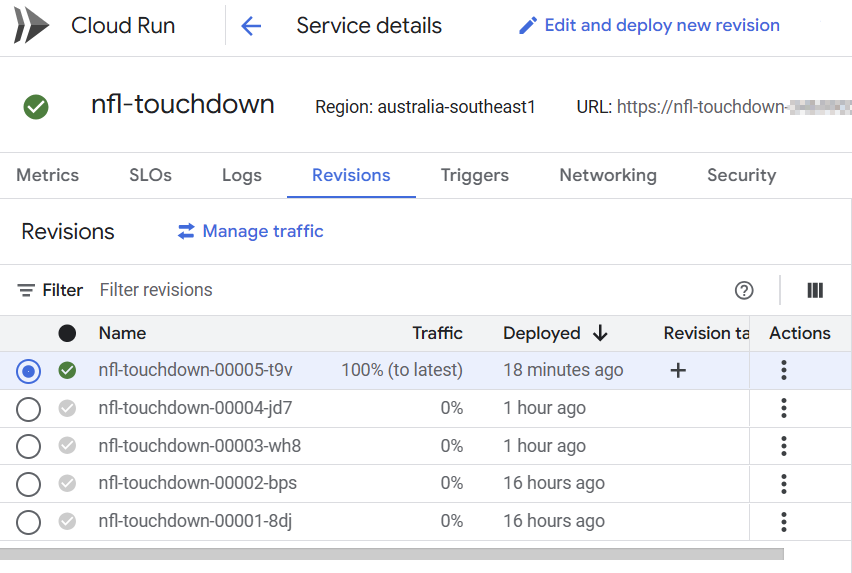 Cloud Run Service details Edit and deploy new revision
nfl-touchdown Region: australia-southeast1 URL: https://nfl-touchdown-
Metrics SLOs Logs Revisions Triggers Networking Security
Revisions Manage traffic
Filter Filter revisions
Name Traffic Deployed Revision ta Actions
nfl-touchdown-00005-t9v 100% (to latest) 18 minutes ago
nfl-touchdown-00004-jd7 0% 1 hour ago
nfl-touchdown-00003-wh8 0% 1 hour ago
nfl-touchdown-00002-bps 0% 16 hours ago
nfl-touchdown-00001-8dj 0% 16 hours ago